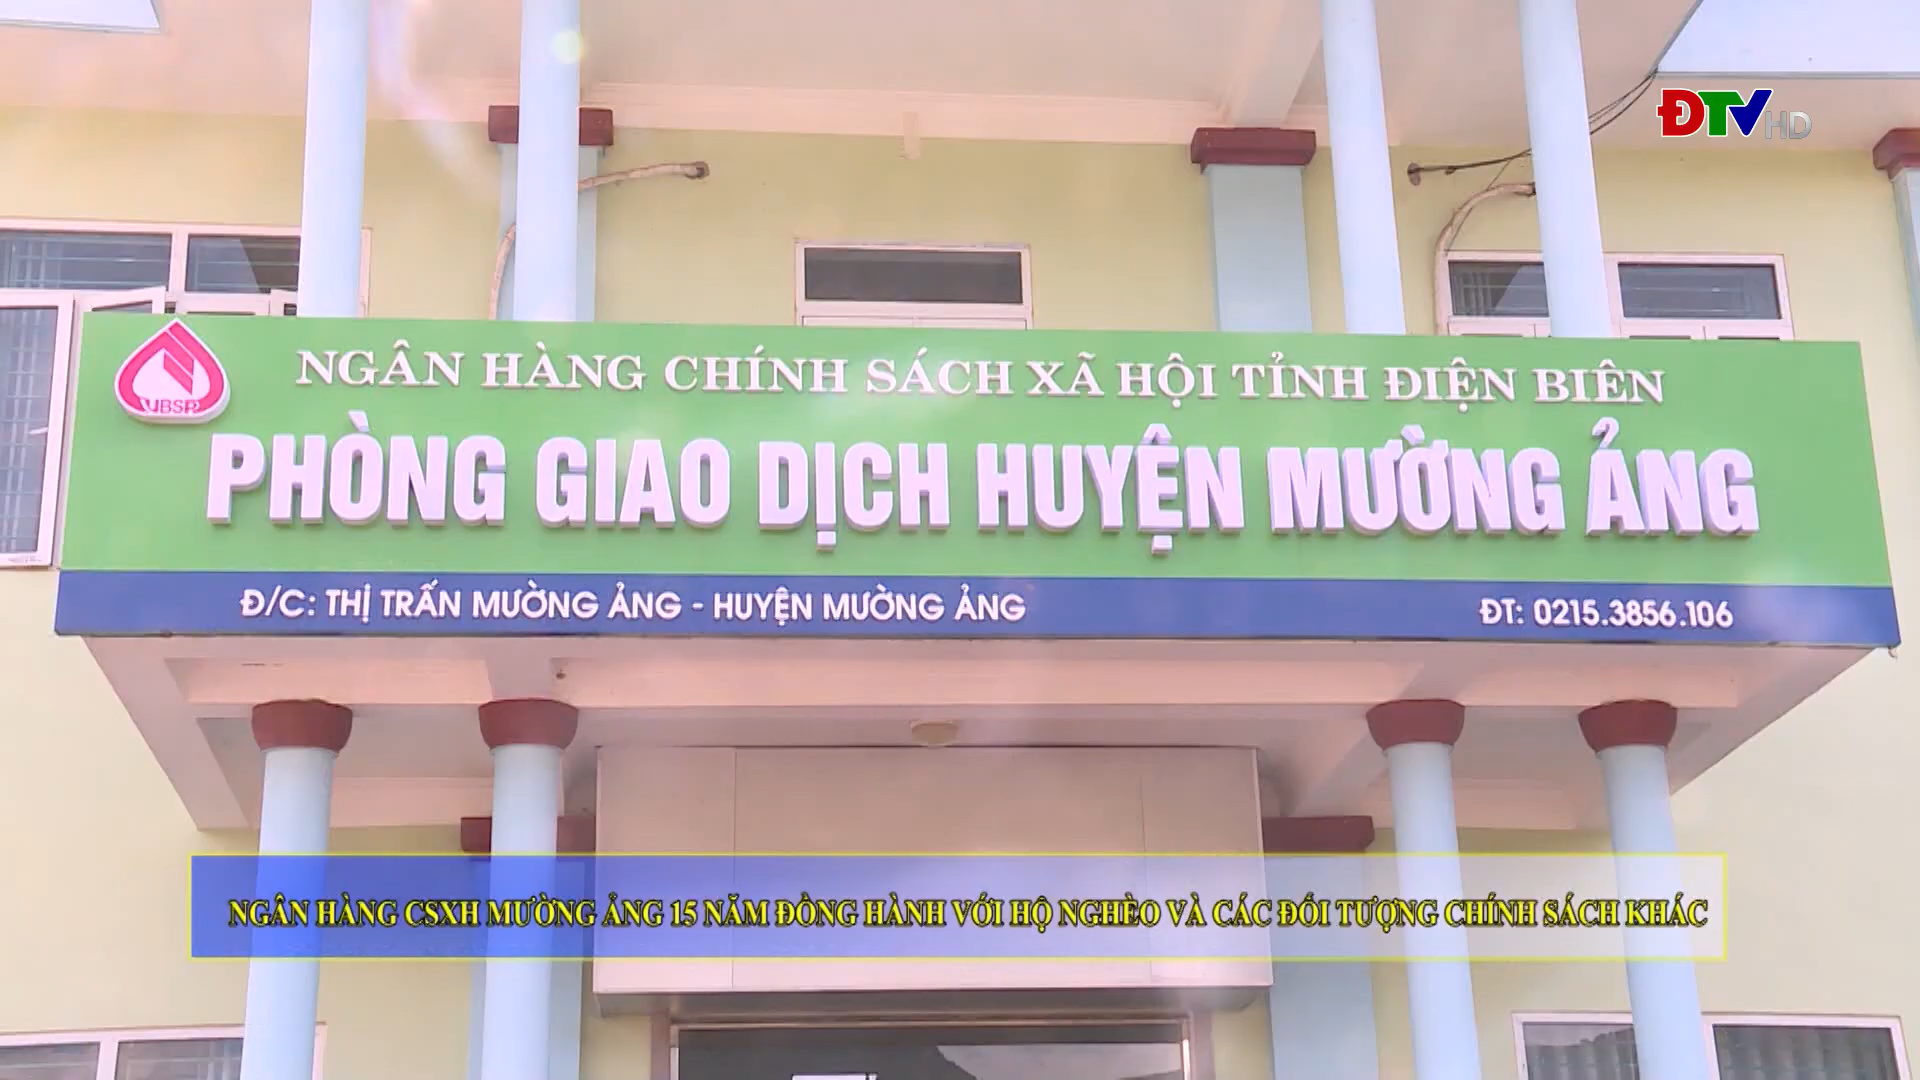 ĐTV HD
NGÂN HÀNG CHÍNH SÁCH XÃ HỘI TỈNH ĐIỆN BIÊN
VBSP
PHÒNG GIAO DỊCH HUYỆN MƯỜNG ẢNG
Đ/C: THỊ TRẤN MƯỜNG ẢNG - HUYỆN MƯỜNG ẢNG
ĐT: 0215.3856.106
NGÂN HÀNG CSXH MƯỜNG ẢNG 15 NĂM ĐỒNG HÀNH VỚI HỘ NGHÈO VÀ CÁC ĐỐI TƯỢNG CHÍNH SÁCH KHÁC